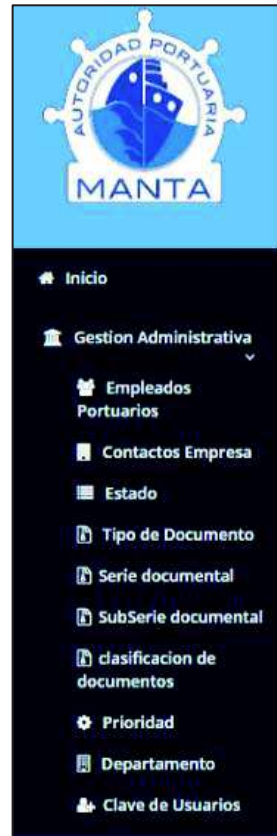 AUTORIDAD PORTUARIA
MANTA
Inicio
Gestion Administrativa
Empleados
Portuarios
Contactos Empresa
Estado
Tipo de Documento
Serie documental
SubSerie documental
clasificacion de
documentos
Prioridad
Departamento
Clave de Usuarios